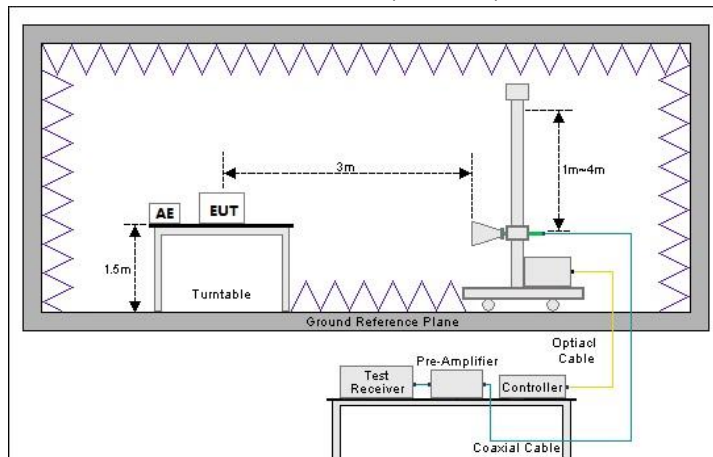 3m
1m~4m
AE
EUT
1.5m
Turntable
Ground Reference Plane
Optiacl
Cable
Pre-Amplifier
Test
Receiver
Controller
Coaxial Cable